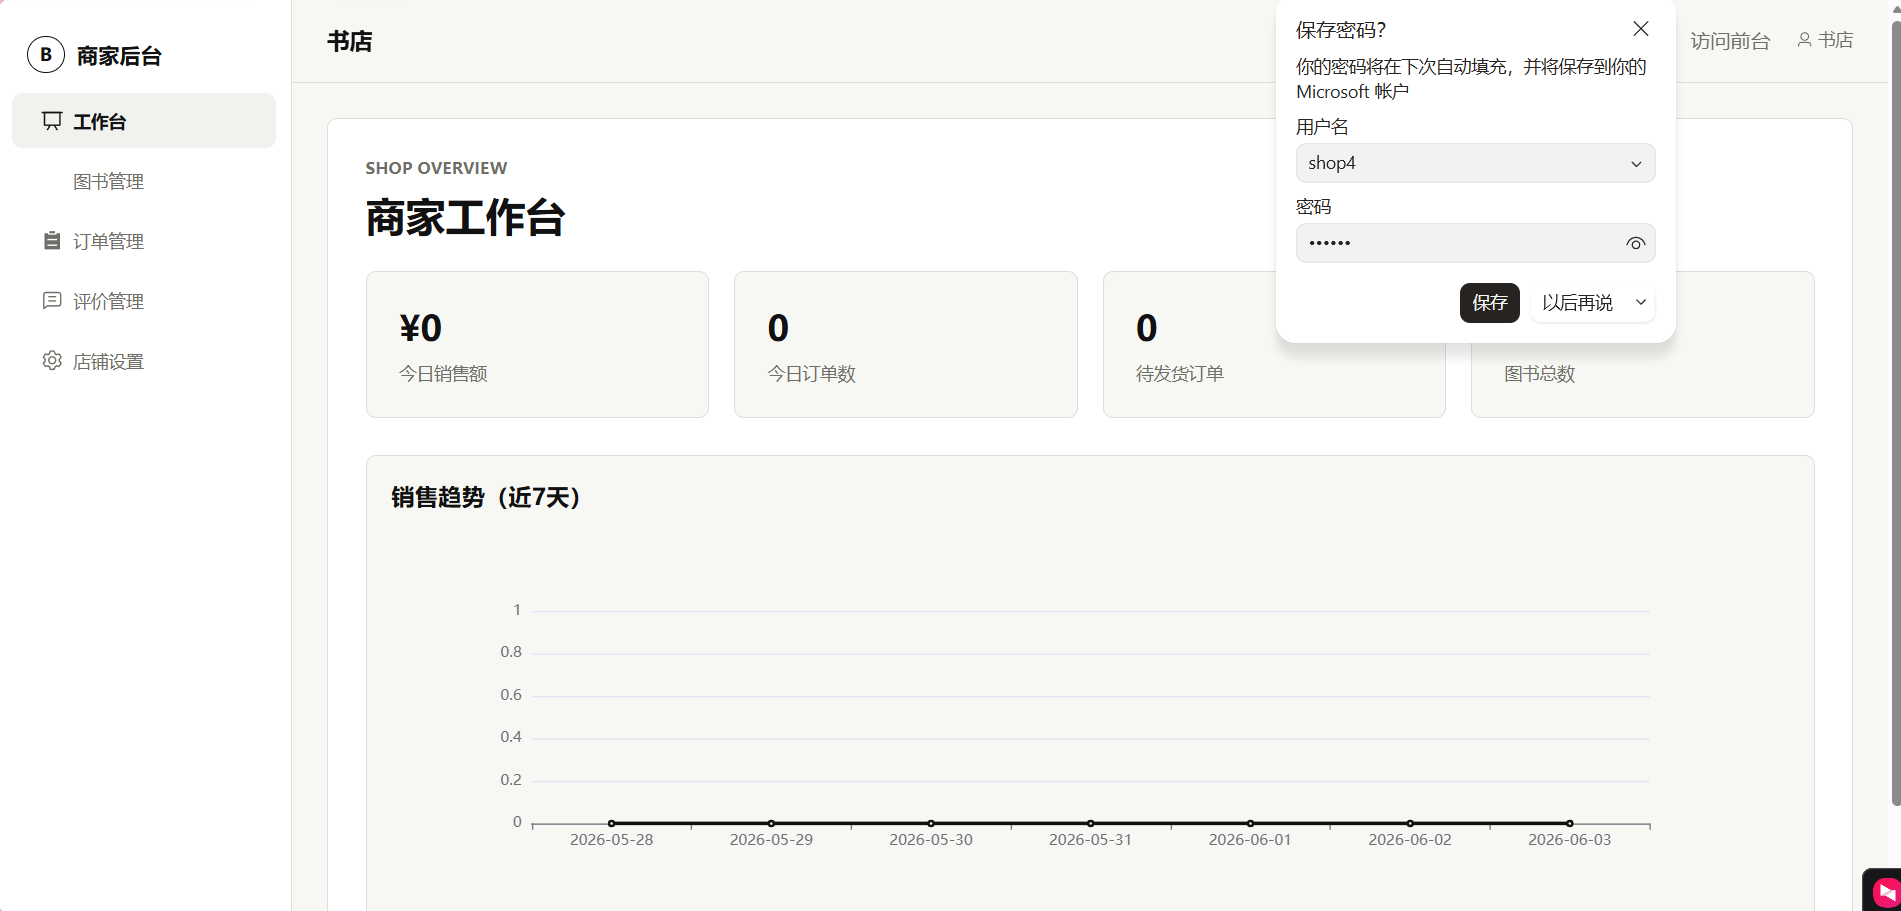 B 商家后台
工作台
图书管理
订单管理
评价管理
店铺设置
书店
访问前台
书店
SHOP OVERVIEW
商家工作台
¥0
今日销售额
0
今日订单数
0
待发货订单
图书总数
销售趋势（近7天）
1
0.8
0.6
0.4
0.2
0
2026-05-28 2026-05-29 2026-05-30 2026-05-31 2026-06-01 2026-06-02 2026-06-03
保存密码?
你的密码将在下次自动填充，并将保存到你的
Microsoft 帐户
用户名
shop4
密码
••••••
保存 以后再说